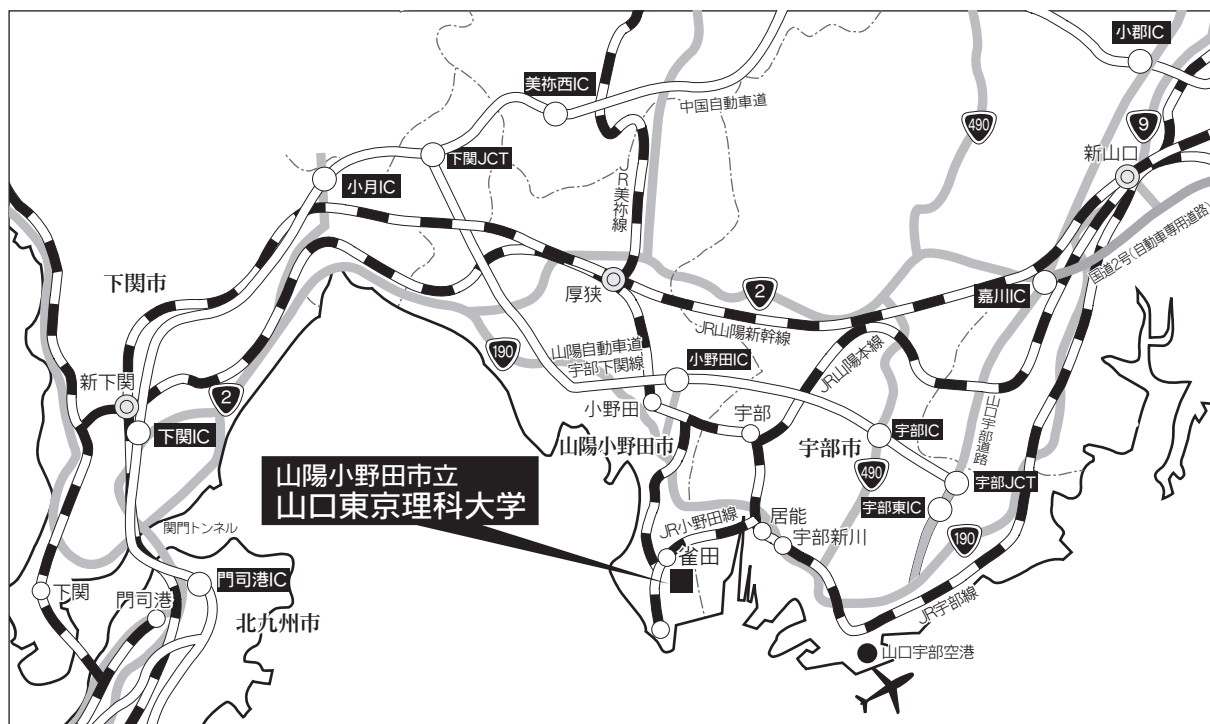 小郡IC
美祢西IC
中国自動車道
490
9
下関JCT
新山口
小月IC
JR美祢線
国道2号(自動車専用道路)
下関市
厚狭
2
嘉川IC
JR山陽新幹線
190
山陽自動車道
宇部下関線
小野田IC
JR山陽本線
新下関
2
小野田
宇部
山口宇部道路
下関IC
山陽小野田市
宇部市
宇部IC
490
宇部JCT
山陽小野田市立
山口東京理科大学
宇部東IC
関門トンネル
JR小野田線
居能
宇部新川
190
雀田
下関
門司港IC
門司港
JR宇部線
北九州市
山口宇部空港